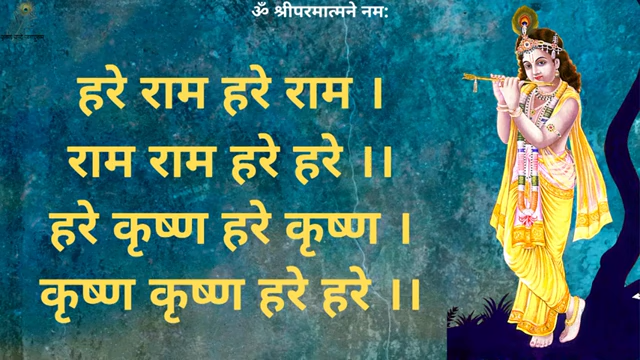 ॐ श्रीपरमात्मने नम:
हरे राम हरे राम ।
राम राम हरे हरे ।।
हरे कृष्ण हरे कृष्ण ।
कृष्ण कृष्ण हरे हरे ।।